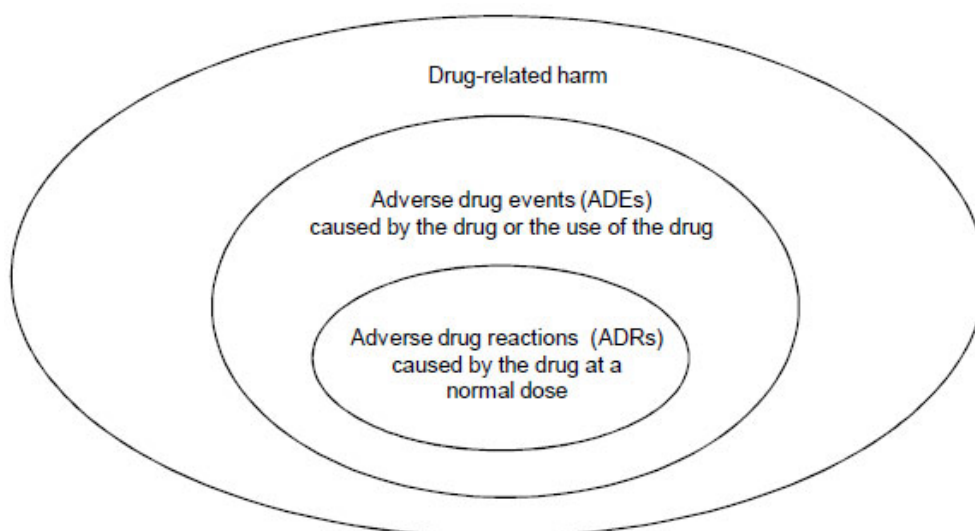 Drug-related harm
Adverse drug events (ADEs)
caused by the drug or the use of the drug
Adverse drug reactions (ADRs)
caused by the drug at a
normal dose